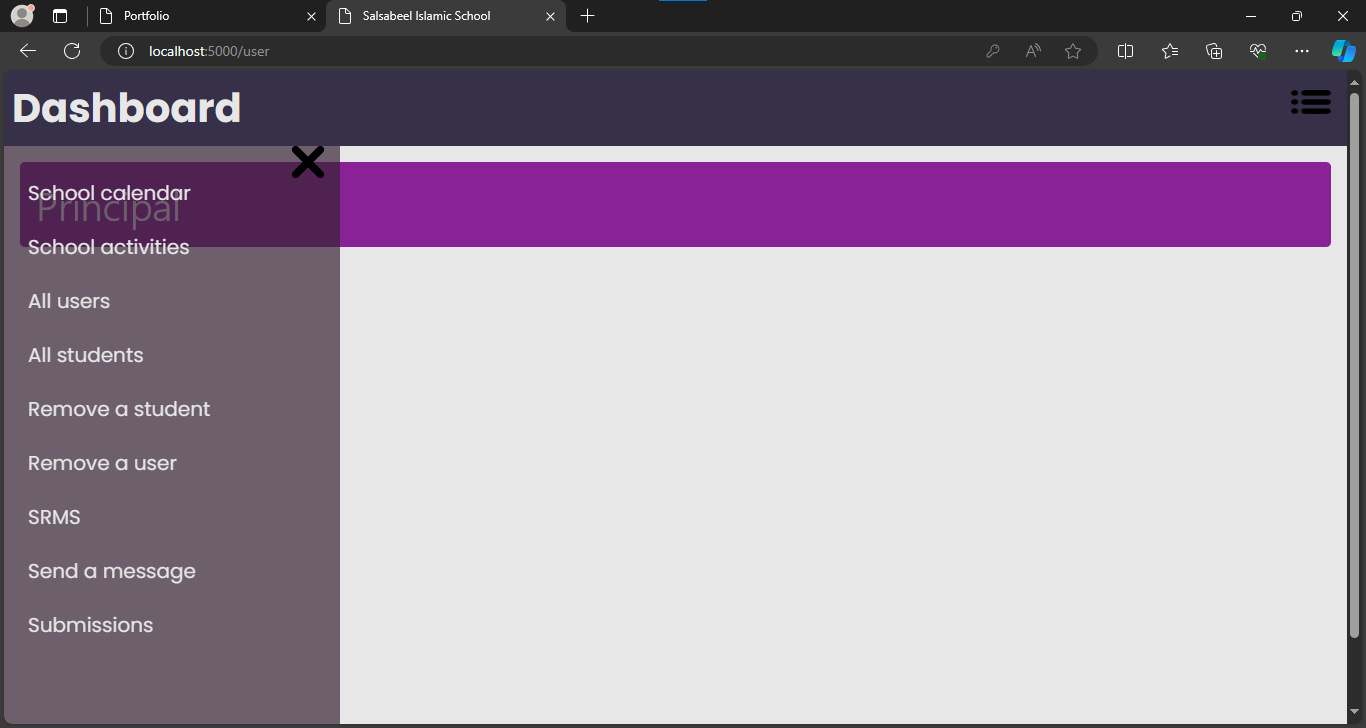 Portfolio
Salsabeel Islamic School
localhost:5000/user
Dashboard
School calendar
Principal
School activities
All users
All students
Remove a student
Remove a user
SRMS
Send a message
Submissions